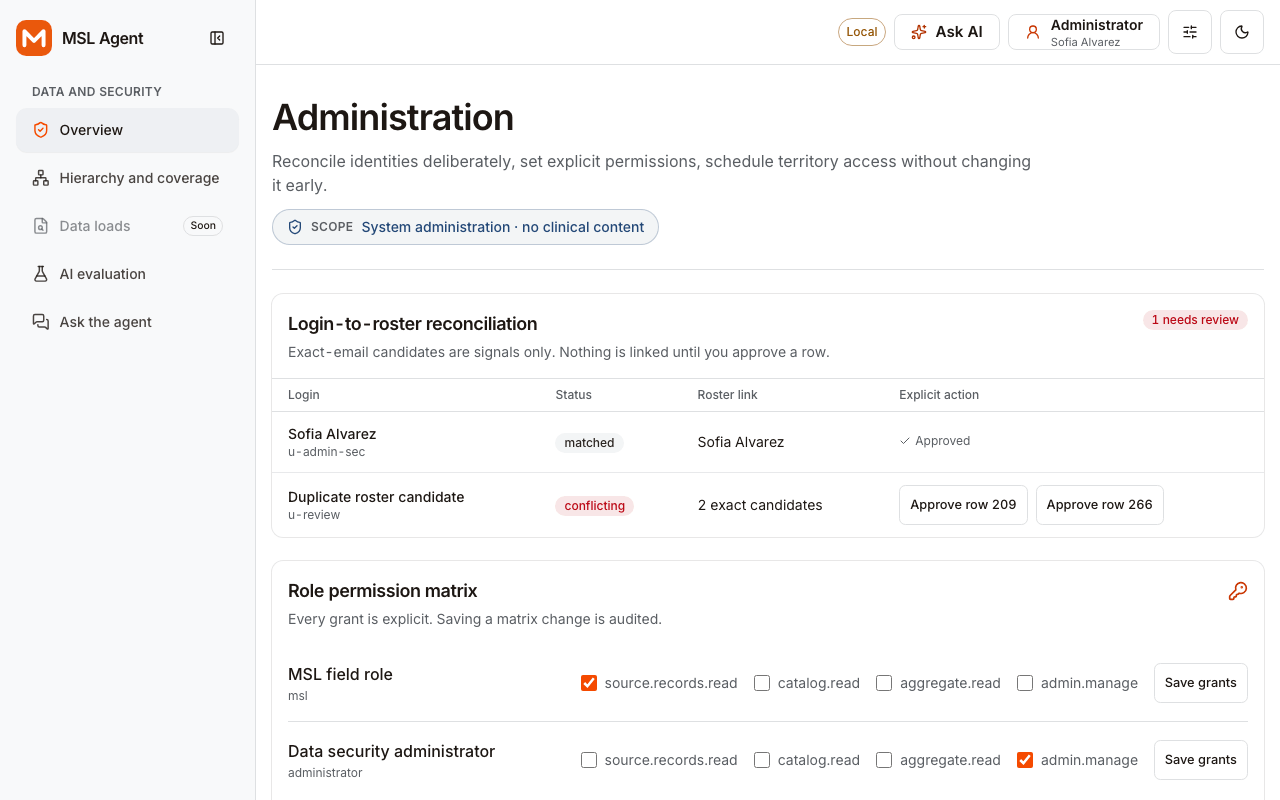 MSL Agent
DATA AND SECURITY
Overview
Hierarchy and coverage
Data loads
Soon
AI evaluation
Ask the agent
Local
Ask AI
Administrator
Sofia Alvarez
Administration
Reconcile identities deliberately, set explicit permissions, schedule territory access without changing
it early.
SCOPE System administration · no clinical content
Login-to-roster reconciliation
1 needs review
Exact-email candidates are signals only. Nothing is linked until you approve a row.
Login Status Roster link Explicit action
Sofia Alvarez
u-admin-sec
matched
Sofia Alvarez
Approved
Duplicate roster candidate
u-review
conflicting
2 exact candidates
Approve row 209
Approve row 266
Role permission matrix
Every grant is explicit. Saving a matrix change is audited.
MSL field role
msl
source.records.read catalog.read aggregate.read admin.manage
Save grants
Data security administrator
administrator
source.records.read catalog.read aggregate.read admin.manage
Save grants